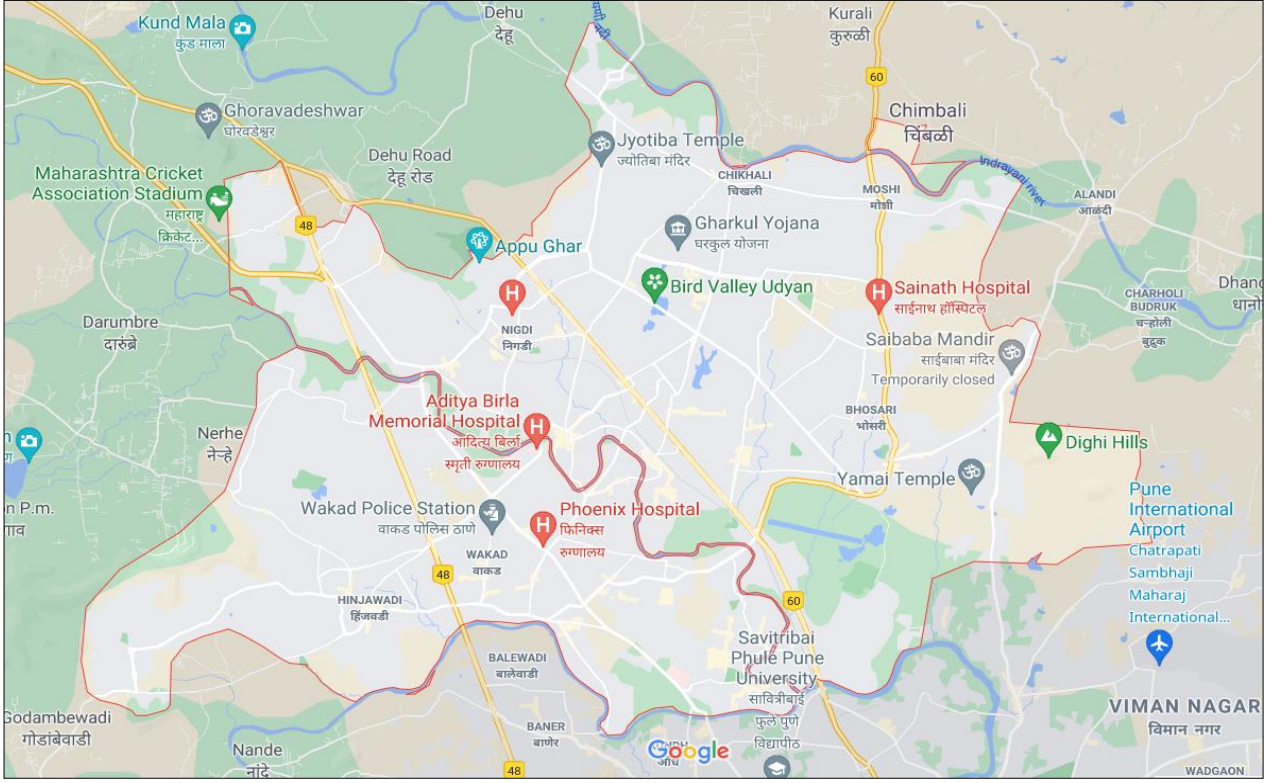 Kund Mala
कुंड माला
Dehu
देहू
Kurali
कुरुळी
60
Ghoravadeshwar
घोरवडेश्वर
Chimbali
चिंबळी
Jyotiba Temple
ज्योतिबा मंदिर
Dehu Road
देहू रोड
Indrayani river
Maharashtra Cricket
Association Stadium
महाराष्ट्र
क्रिकेट...
CHIKHALI
चिखली
MOSHI
मोशी
ALANDI
आळंदी
48
Gharkul Yojana
घरकुल योजना
Appu Ghar
H
Bird Valley Udyan
H
Sainath Hospital
साईनाथ हॉस्पिटल
CHARHOLI
BUDRUK
चऱ्होली
बुद्रुक
Darumbre
दारुंब्रे
NIGDI
निगडी
Saibaba Mandir
साईबाबा मंदिर
Temporarily closed
Aditya Birla
Memorial Hospital
आदित्य बिर्ला
स्मृती रुग्णालय
H
BHOSARI
भोसरी
Nerhe
नेऱ्हे
Dighi Hills
Yamai Temple
Pune
International
Airport
Chatrapati
Sambhaji
Maharaj
International...
n P.m.
गाव
Wakad Police Station
वाकड पोलिस ठाणे
Phoenix Hospital
फिनिक्स
रुग्णालय
H
WAKAD
वाकड
48
HINJAWADI
हिंजवडी
60
Savitribai
Phule Pune
University
सावित्रीबाई
फुले पुणे
विद्यापीठ
BALEWADI
बालेवाडी
VIMAN NAGAR
विमान नगर
Godambewadi
गोडांबेवाडी
BANER
बाणेर
Nande
नांदे
Google
औंध
48
WADGAON